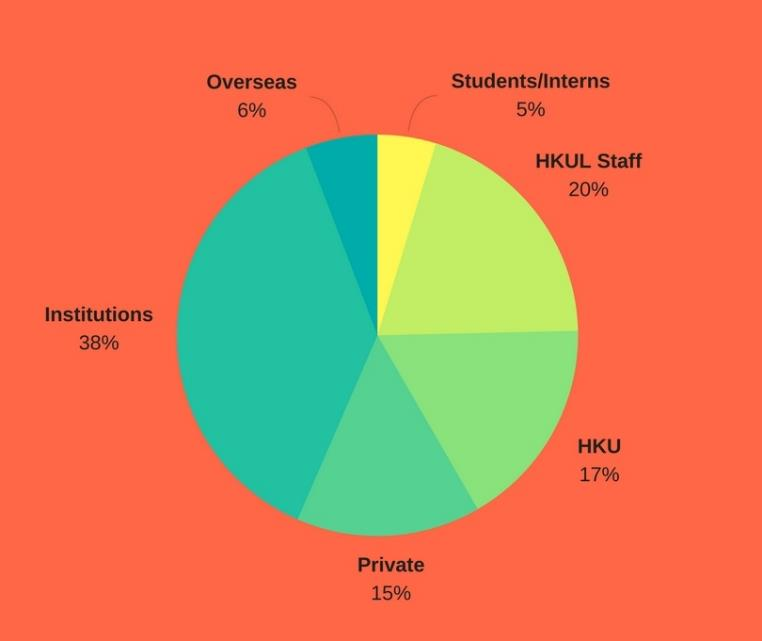 Overseas
6%
Students/Interns
5%
HKUL Staff
20%
Institutions
38%
HKU
17%
Private
15%